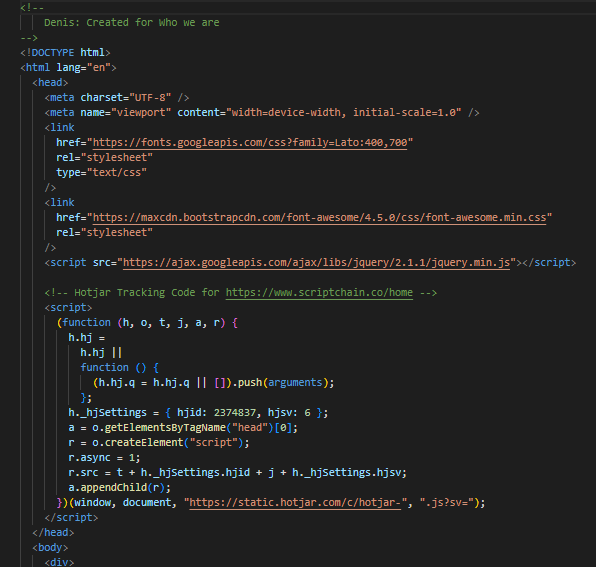 <!--
Denis: Created for Who we are
-->
<!DOCTYPE html>
<html lang="en">
<head>
<meta charset="UTF-8" />
<meta name="viewport" content="width=device-width, initial-scale=1.0" />
<link
href="https://fonts.googleapis.com/css?family=Lato:400,700"
rel="stylesheet"
type="text/css"
/>
<link
href="https://maxcdn.bootstrapcdn.com/font-awesome/4.5.0/css/font-awesome.min.css"
rel="stylesheet"
/>
<script src="https://ajax.googleapis.com/ajax/libs/jquery/2.1.1/jquery.min.js"></script>
<!-- Hotjar Tracking Code for https://www.scriptchain.co/home -->
<script>
(function (h, o, t, j, a, r) {
h.hj =
h.hj ||
function () {
(h.hj.q = h.hj.q || []).push(arguments);
};
h._hjSettings = { hjid: 2374837, hjsv: 6 };
a = o.getElementsByTagName("head")[0];
r = o.createElement("script");
r.async = 1;
r.src = t + h._hjSettings.hjid + j + h._hjSettings.hjsv;
a.appendChild(r);
})(window, document, "https://static.hotjar.com/c/hotjar-", ".js?sv=");
</script>
</head>
<body>
<div>